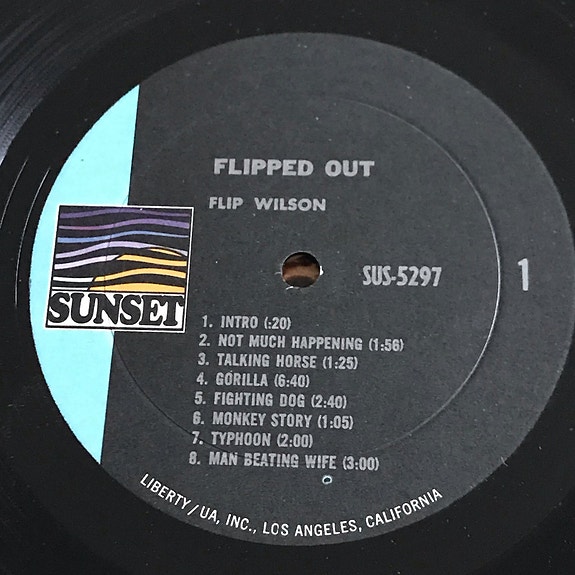 FLIPPED OUT
FLIP WILSON
SUNSET
SUS-5297
1
1. INTRO (:20)
2. NOT MUCH HAPPENING (1:56)
3. TALKING HORSE (1:25)
4. GORILLA (6:40)
5. FIGHTING DOG (2:40)
6. MONKEY STORY (1:05)
7. TYPHOON (2:00)
8. MAN BEATING WIFE (3:00)
LIBERTY/UA, INC., LOS ANGELES, CALIFORNIA